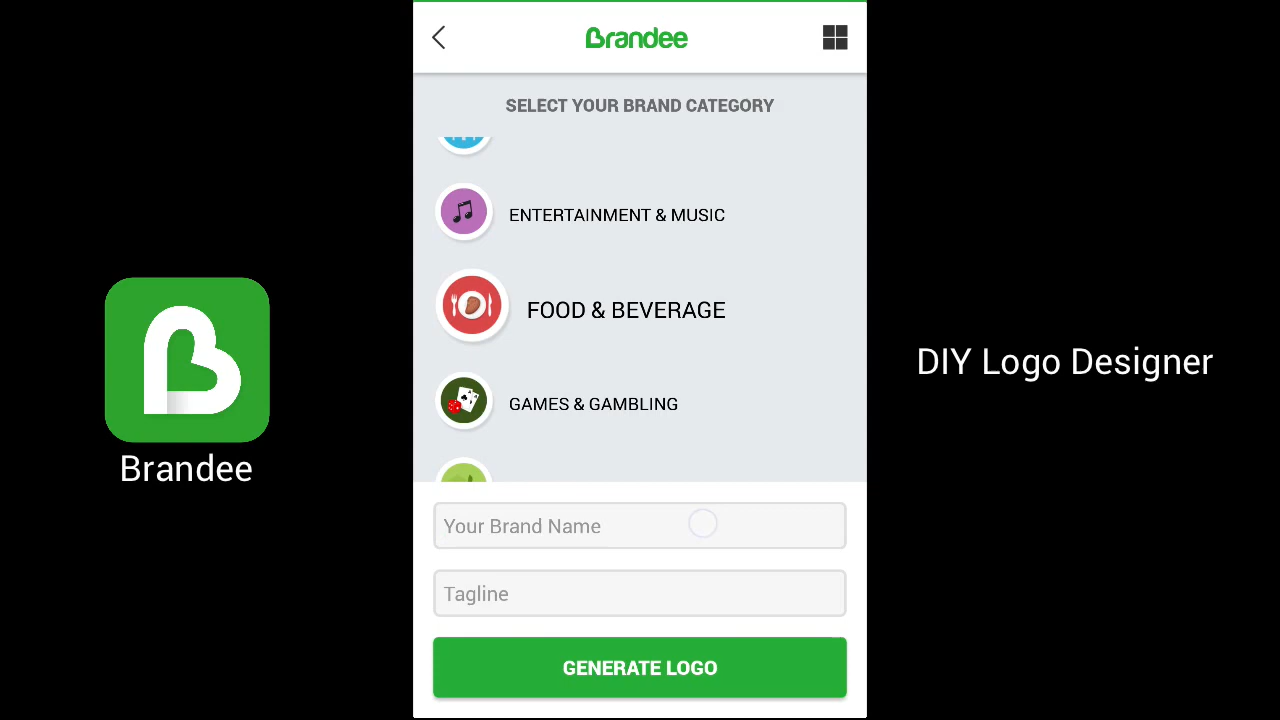 Brandee
SELECT YOUR BRAND CATEGORY
ENTERTAINMENT & MUSIC
FOOD & BEVERAGE
GAMES & GAMBLING
Your Brand Name
Tagline
GENERATE LOGO
Brandee
DIY Logo Designer